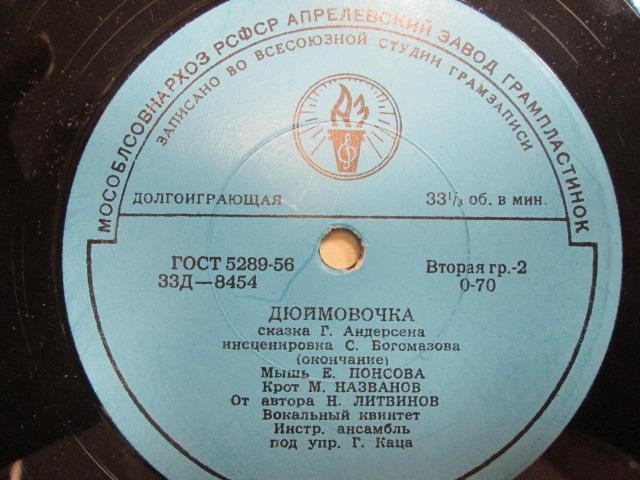 МОСОБЛСОВНАРХОЗ РСФСР АПРЕЛЕВСКИЙ ЗАВОД ГРАМПЛАСТИНОК
ЗАПИСАНО ВО ВСЕСОЮЗНОЙ СТУДИИ ГРАМЗАПИСИ
АЗ
ДОЛГОИГРАЮЩАЯ 33⅓ об. в мин.
ГОСТ 5289-56 Вторая гр.-2
33Д—8454 0-70
ДЮЙМОВОЧКА
сказка Г. Андерсена
инсценировка С. Богомазова
(окончание)
Мышь Е. ПОНСОВА
Крот М. НАЗВАНОВ
От автора Н. ЛИТВИНОВ
Вокальный квинтет
Инстр. ансамбль
под упр. Г. Каца